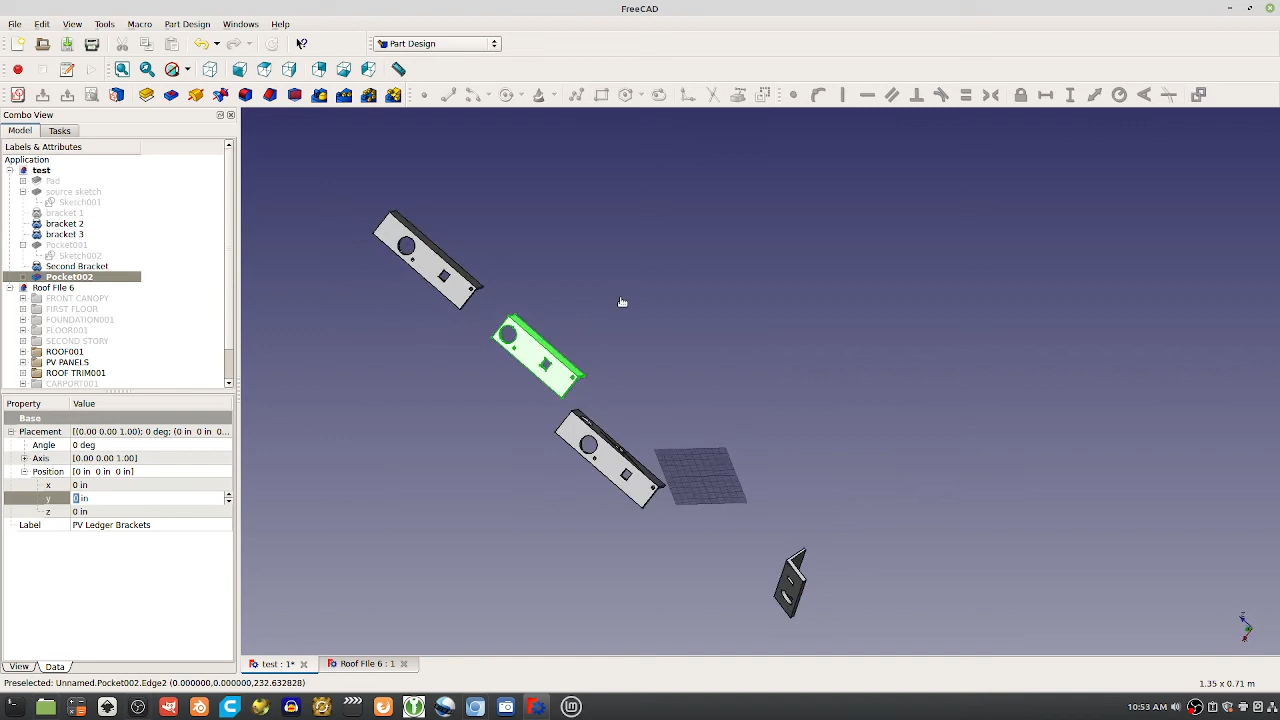 FreeCAD
File Edit View Tools Macro Part Design Windows Help
Part Design
Combo View
Model Tasks
Labels & Attributes
Application
test
Pad
source sketch
Sketch001
bracket 1
bracket 2
bracket 3
Pocket001
Sketch002
Second Bracket
Pocket002
Roof FIle 6
FRONT CANOPY
FIRST FLOOR
FOUNDATION001
FLOOR001
SECOND STORY
ROOF001
PV PANELS
ROOF TRIM001
CARPORT001
Property Value
Base
Placement [(0.00 0.00 1.00); 0 deg; (0 in 0 in 0...
Angle 0 deg
Axis [0.00 0.00 1.00]
Position [0 in 0 in 0 in]
x 0 in
y 0 in
z 0 in
Label PV Ledger Brackets
View Data
test : 1* Roof FIle 6 : 1
Preselected: Unnamed.Pocket002.Edge2 (0.000000,0.000000,232.632828)
1.35 x 0.71 m
10:53 AM